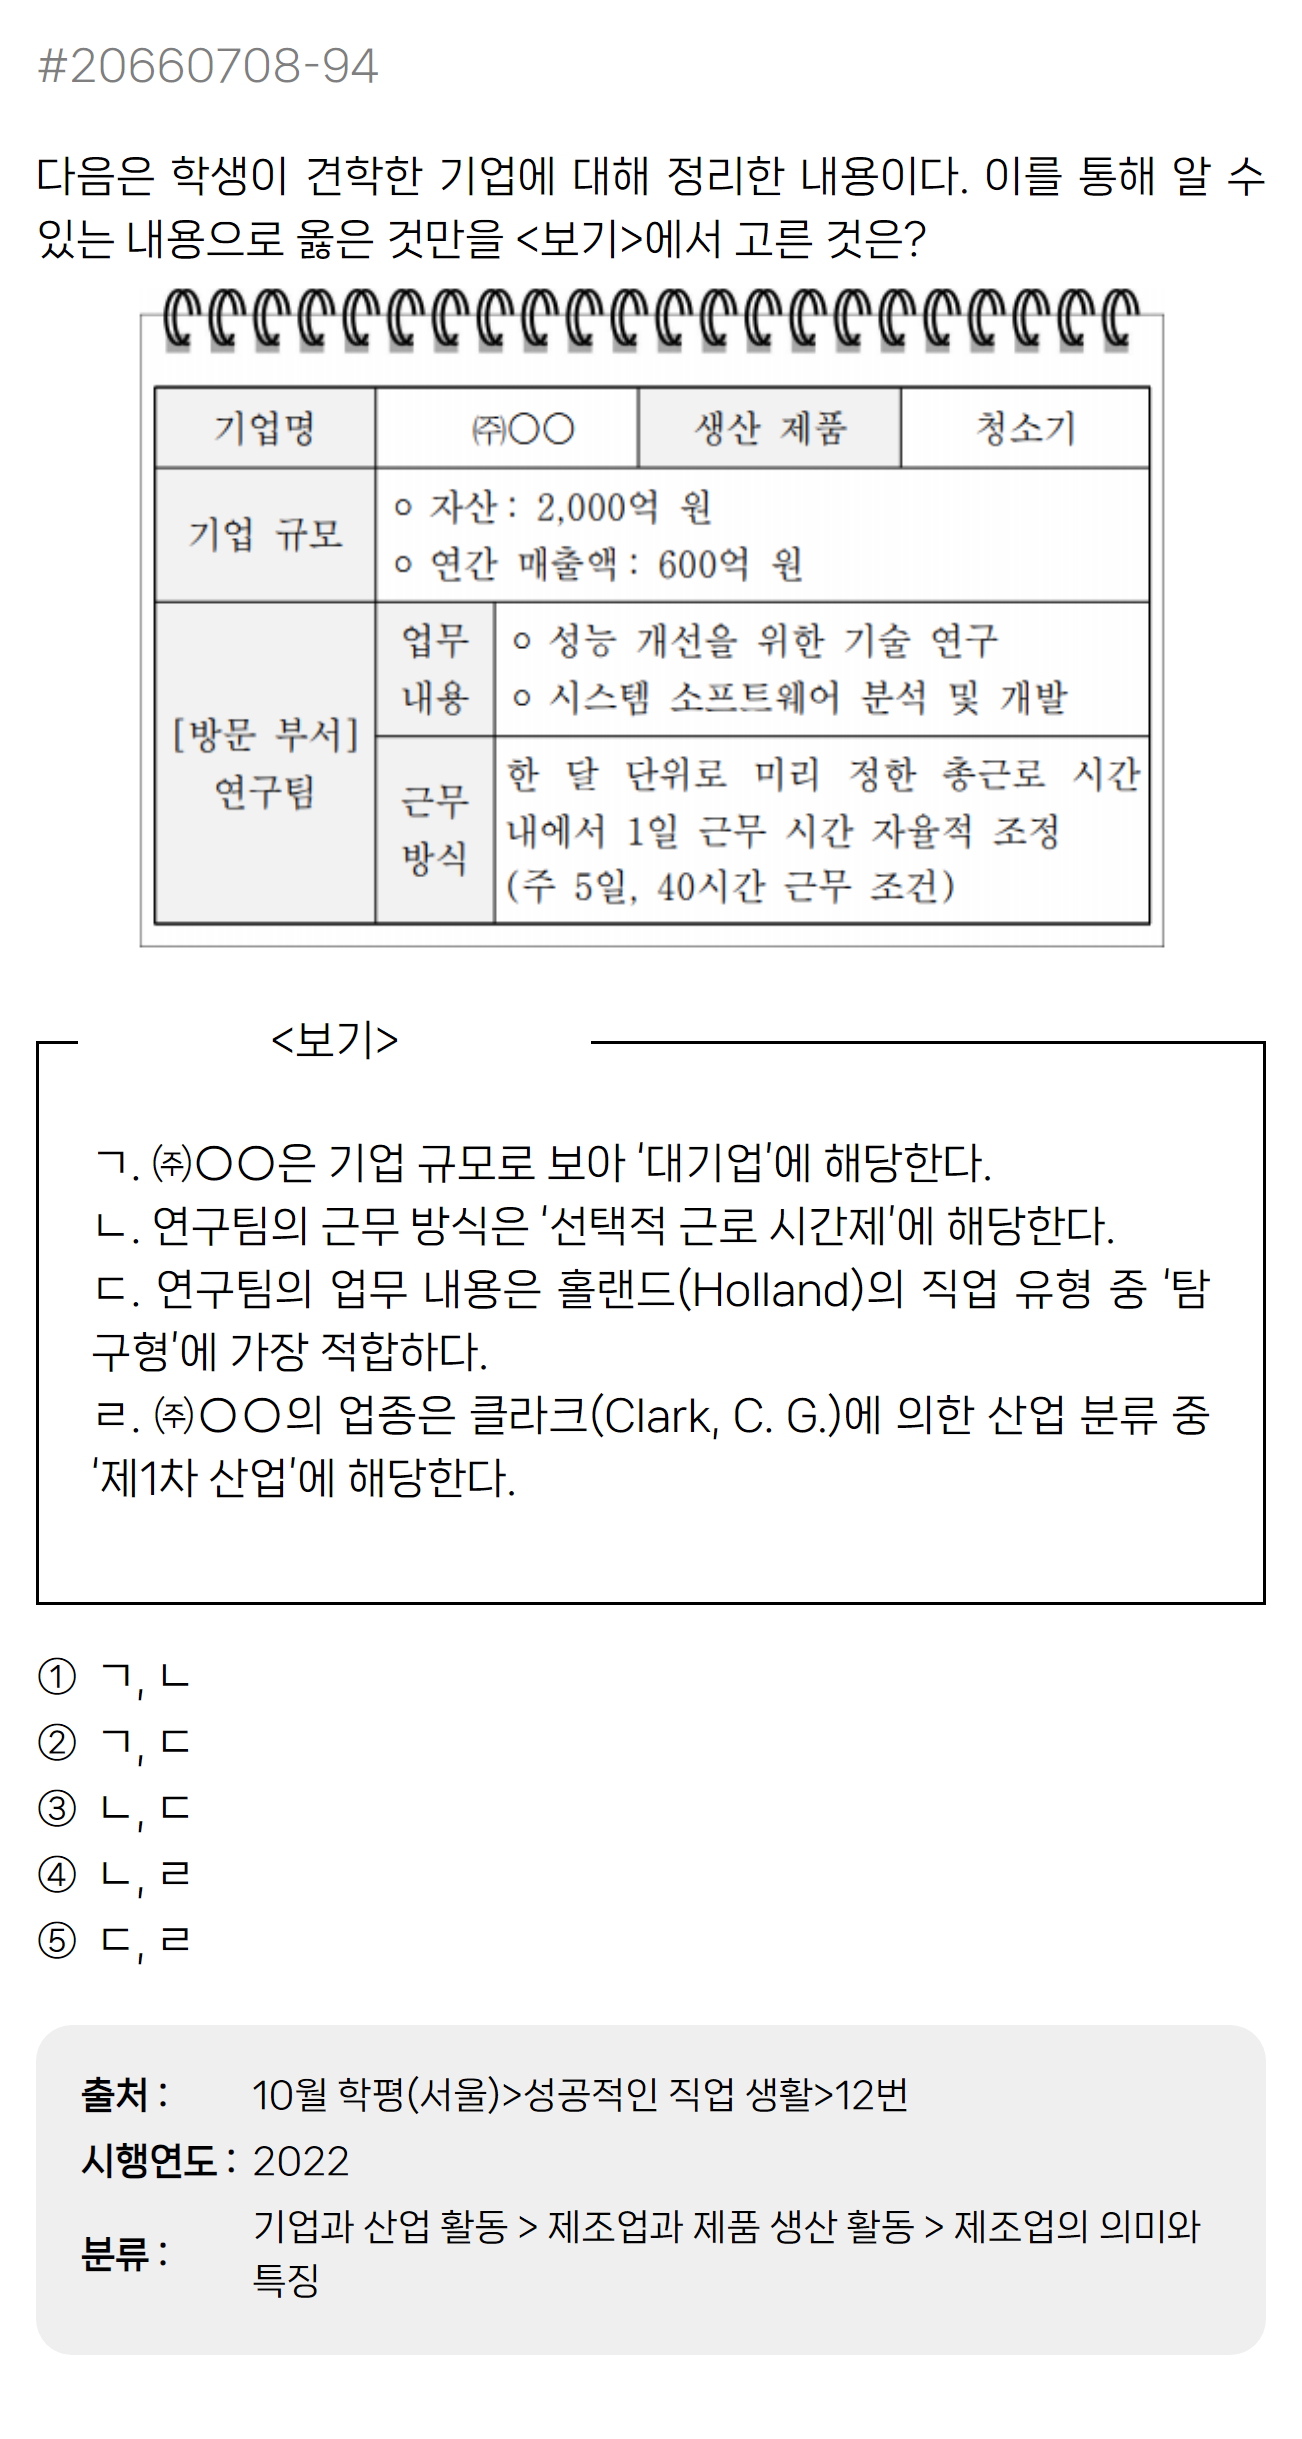 #20660708-94
다음은 학생이 견학한 기업에 대해 정리한 내용이다. 이를 통해 알 수
있는 내용으로 옳은 것만을 <보기>에서 고른 것은?
기업명 ㈜○○ 생산 제품 청소기
기업 규모
○ 자산 : 2,000억 원
○ 연간 매출액 : 600억 원
[방문 부서]
연구팀
업무
내용
○ 성능 개선을 위한 기술 연구
○ 시스템 소프트웨어 분석 및 개발
근무
방식
한 달 단위로 미리 정한 총근로 시간
내에서 1일 근무 시간 자율적 조정
(주 5일, 40시간 근무 조건)
<보기>
ㄱ. ㈜○○은 기업 규모로 보아 '대기업'에 해당한다.
ㄴ. 연구팀의 근무 방식은 '선택적 근로 시간제'에 해당한다.
ㄷ. 연구팀의 업무 내용은 홀랜드(Holland)의 직업 유형 중 '탐
구형'에 가장 적합하다.
ㄹ. ㈜○○의 업종은 클라크(Clark, C. G.)에 의한 산업 분류 중
'제1차 산업'에 해당한다.
① ㄱ, ㄴ
② ㄱ, ㄷ
③ ㄴ, ㄷ
④ ㄴ, ㄹ
⑤ ㄷ, ㄹ
출처 : 10월 학평(서울)>성공적인 직업 생활>12번
시행연도 : 2022
분류 : 기업과 산업 활동 > 제조업과 제품 생산 활동 > 제조업의 의미와
특징